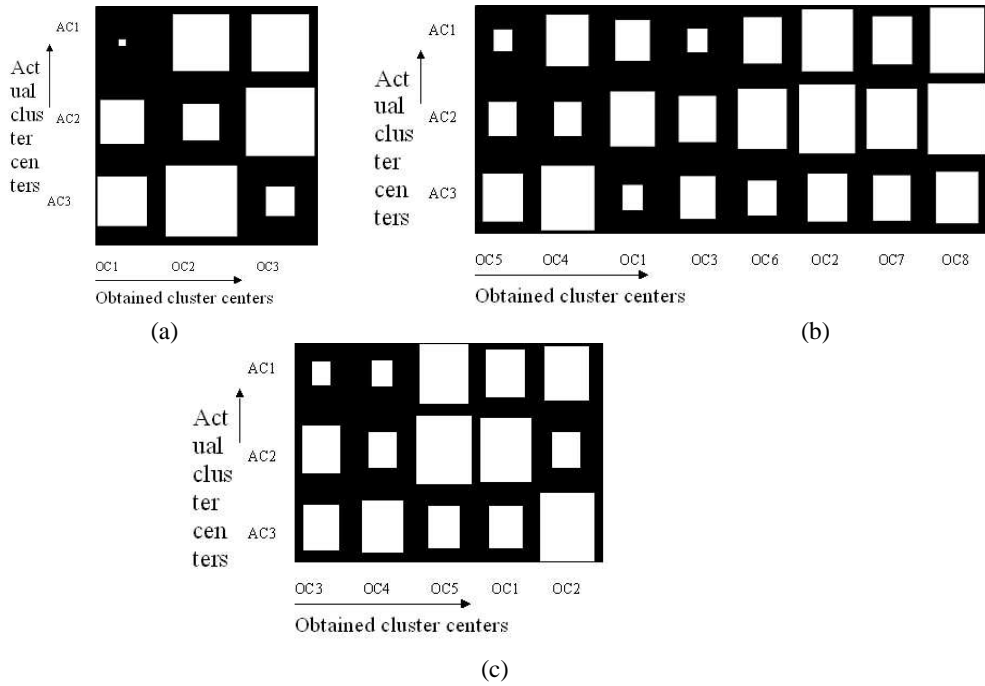 AC1
Act
ual
clus
ter
cen
ters
AC2
AC3
OC1 OC2 OC3
Obtained cluster centers
(a)
AC1
Act
ual
clus
ter
cen
ters
AC2
AC3
OC5 OC4 OC1 OC3 OC6 OC2 OC7 OC8
Obtained cluster centers
(b)
AC1
Act
ual
clus
ter
cen
ters
AC2
AC3
OC3 OC4 OC5 OC1 OC2
Obtained cluster centers
(c)